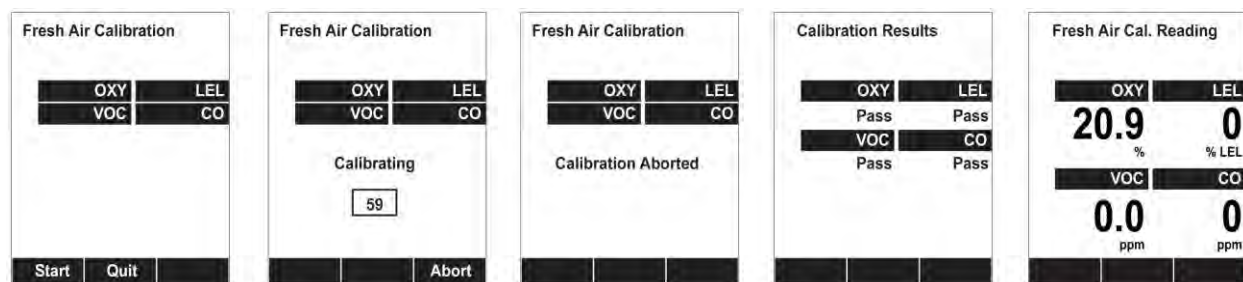 Fresh Air Calibration
OXY LEL
VOC CO
Start Quit
Fresh Air Calibration
OXY LEL
VOC CO
Calibrating
59
Abort
Fresh Air Calibration
OXY LEL
VOC CO
Calibration Aborted
Calibration Results
OXY LEL
Pass Pass
VOC CO
Pass Pass
Fresh Air Cal. Reading
OXY LEL
20.9 0
% % LEL
VOC CO
0.0 0
ppm ppm